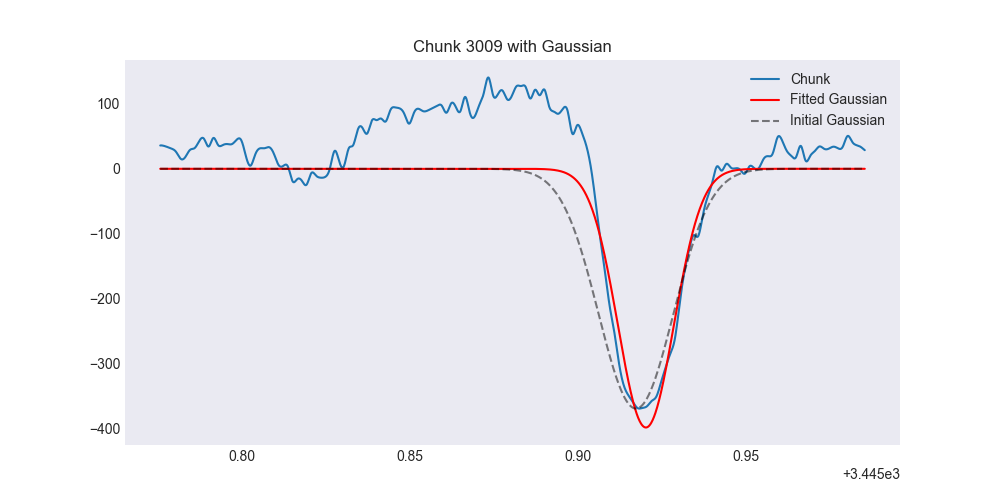 Chunk 3009 with Gaussian
Chunk
Fitted Gaussian
Initial Gaussian
100
0
−100
−200
−300
−400
0.80 0.85 0.90 0.95
+3.445e3